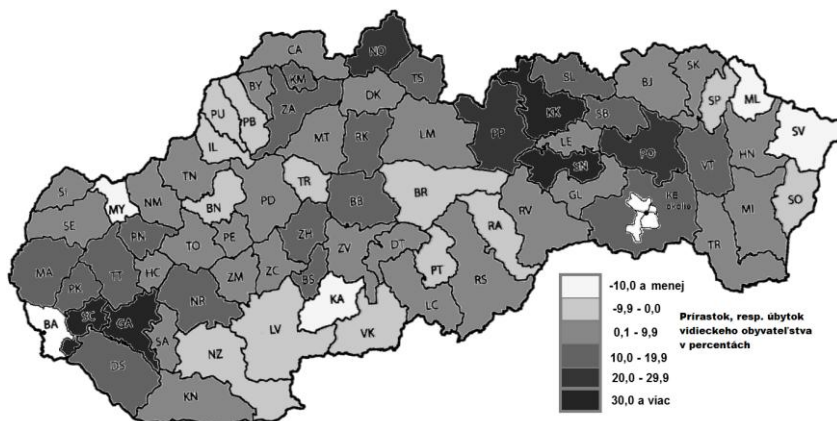 CA
NO
BY
KM
TS
SL
BJ
SK
SP
ML
PU
PB
ZA
DK
KK
SB
SV
IL
MT
RK
LM
PP
LE
PO
VT
HN
SI
TN
TR
SN
MY
NM
BN
PD
BB
BR
GL
KE
okolie
MI
SO
SE
RA
RV
RN
TO
PE
ZH
ZV
DT
TR
MA
PK
TT
HC
ZM
ZC
BS
PT
RS
NR
KA
LC
BA
SC
GA
SA
LV
VK
DS
NZ
KN
-10,0 a menej
-9,9 - 0,0
0,1 - 9,9
10,0 - 19,9
20,0 - 29,9
30,0 a viac
Prírastok, resp. úbytok
vidieckeho obyvateľstva
v percentách